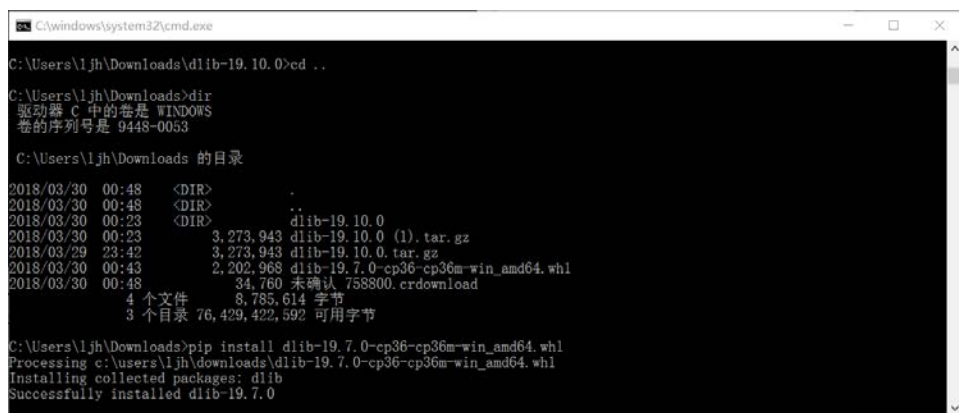 C:\windows\system32\cmd.exe
C:\Users\ljh\Downloads\dlib-19.10.0>cd ..
C:\Users\ljh\Downloads>dir
驱动器 C 中的卷是 WINDOWS
卷的序列号是 9448-0053
C:\Users\ljh\Downloads 的目录
2018/03/30 00:48 <DIR> .
2018/03/30 00:48 <DIR> ..
2018/03/30 00:23 <DIR> dlib-19.10.0
2018/03/30 00:23 3,273,943 dlib-19.10.0 (1).tar.gz
2018/03/29 23:42 3,273,943 dlib-19.10.0.tar.gz
2018/03/30 00:43 2,202,968 dlib-19.7.0-cp36-cp36m-win_amd64.whl
2018/03/30 00:48 34,760 未确认 758800.crdownload
4 个文件 8,785,614 字节
3 个目录 76,429,422,592 可用字节
C:\Users\ljh\Downloads>pip install dlib-19.7.0-cp36-cp36m-win_amd64.whl
Processing c:\users\ljh\downloads\dlib-19.7.0-cp36-cp36m-win_amd64.whl
Installing collected packages: dlib
Successfully installed dlib-19.7.0